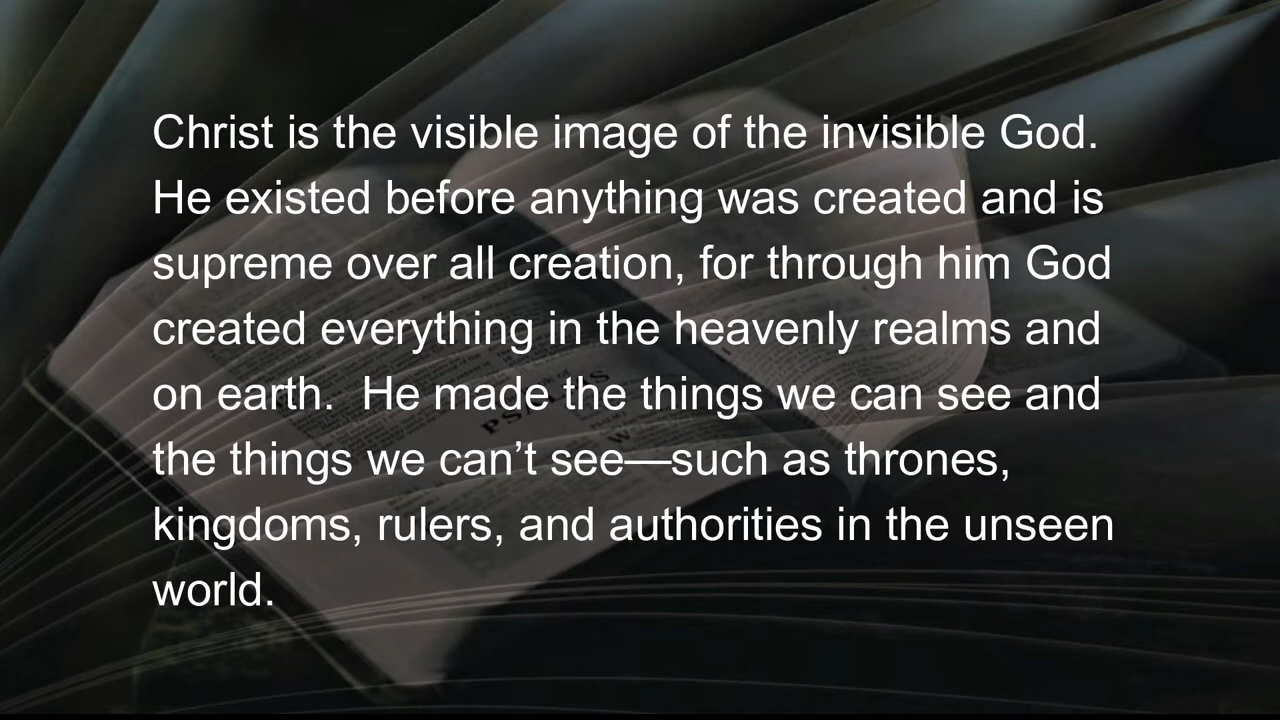 Christ is the visible image of the invisible God.
He existed before anything was created and is
supreme over all creation, for through him God
created everything in the heavenly realms and
on earth.  He made the things we can see and
the things we can’t see—such as thrones,
kingdoms, rulers, and authorities in the unseen
world.
PSALMS